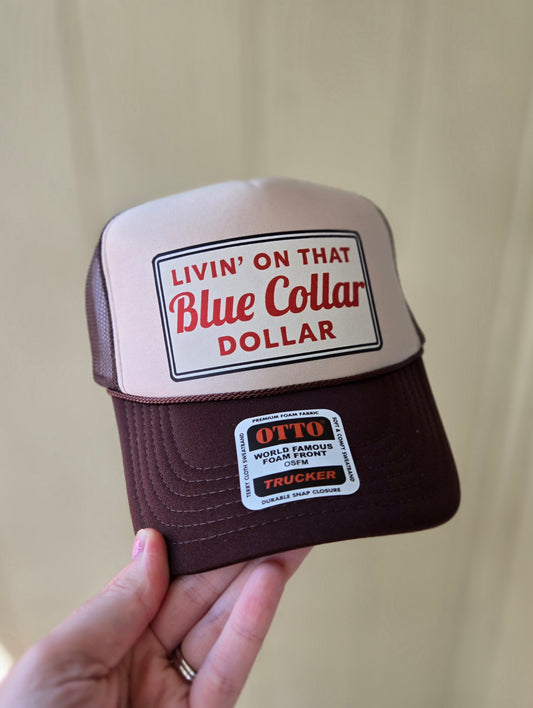 LIVIN' ON THAT
Blue Collar
DOLLAR
PREMIUM FOAM FABRIC
TERRY CLOTH SWEATBAND
SOFT & COMFY SWEATBAND
OTTO
WORLD FAMOUS
FOAM FRONT
OSFM
TRUCKER
DURABLE SNAP CLOSURE